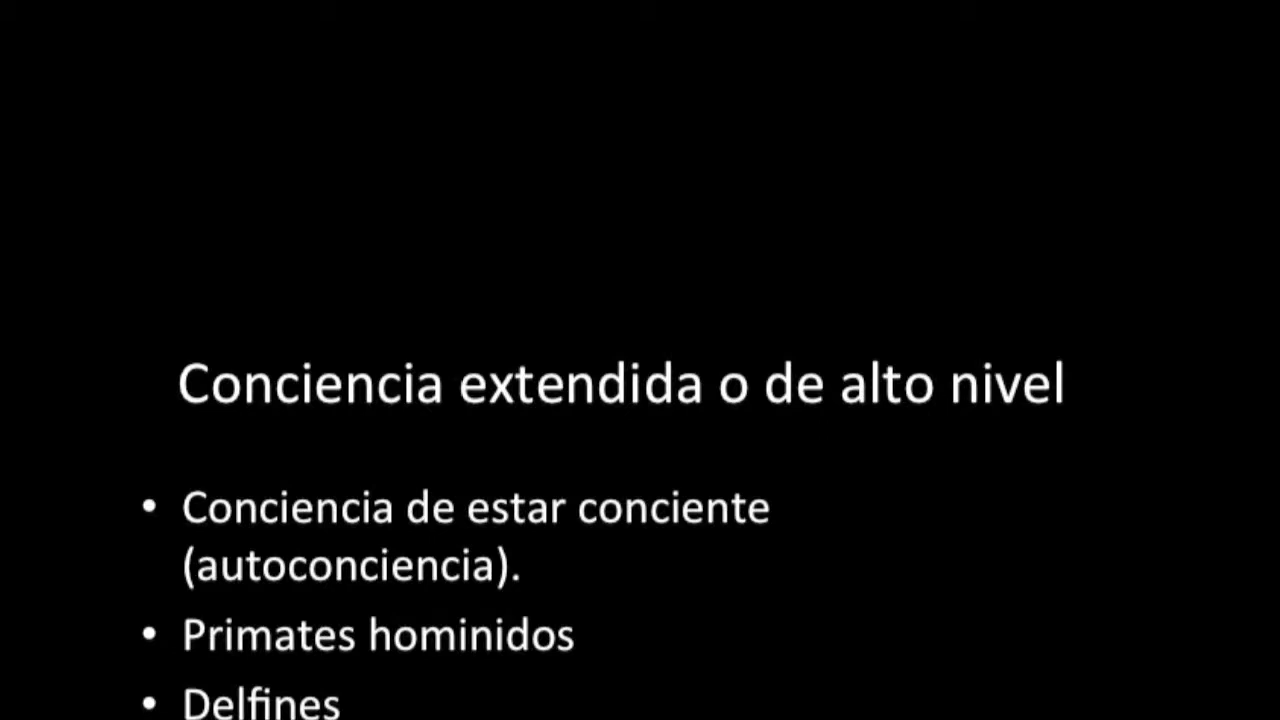 Conciencia extendida o de alto nivel
• Conciencia de estar conciente
(autoconciencia).
• Primates hominidos
• Delfines